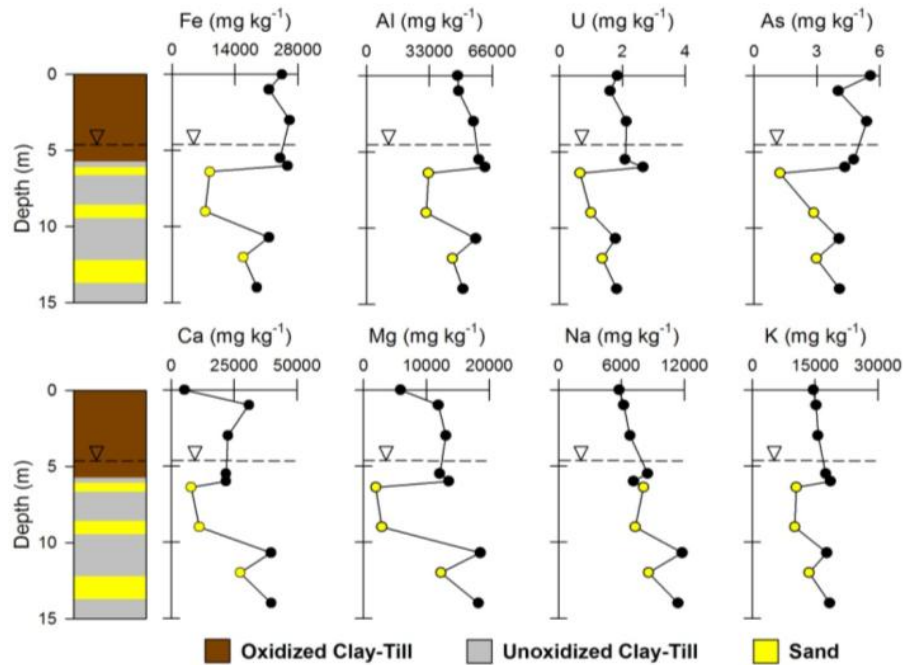 Fe (mg kg⁻¹) Al (mg kg⁻¹) U (mg kg⁻¹) As (mg kg⁻¹)
0 14000 28000 0 33000 66000 0 2 4 0 3 6
0
5
10
15
Depth (m)
Ca (mg kg⁻¹) Mg (mg kg⁻¹) Na (mg kg⁻¹) K (mg kg⁻¹)
0 25000 50000 0 10000 20000 0 6000 12000 0 15000 30000
0
5
10
15
Depth (m)
Oxidized Clay-Till Unoxidized Clay-Till Sand